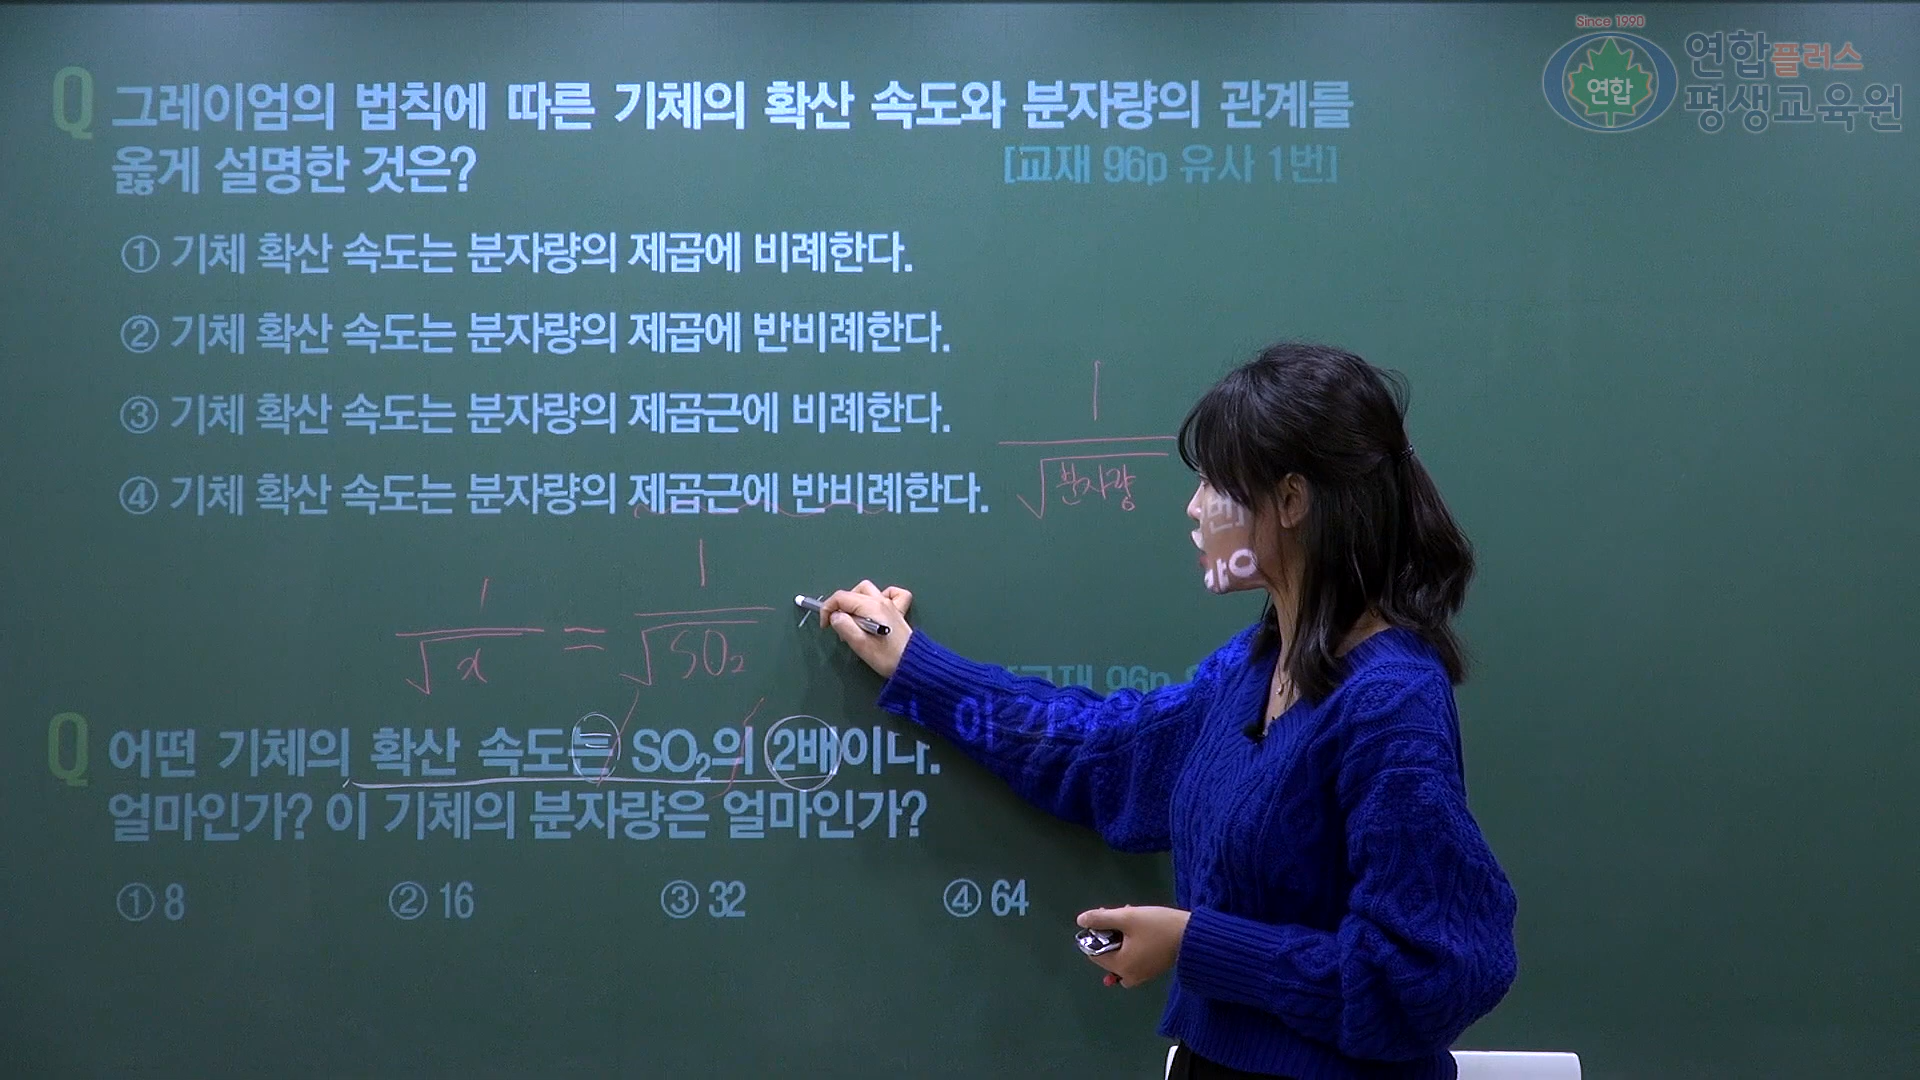 Since 1990
연합
연합플러스
평생교육원
Q 그레이엄의 법칙에 따른 기체의 확산 속도와 분자량의 관계를
옳게 설명한 것은?
[교재 96p 유사 1번]
① 기체 확산 속도는 분자량의 제곱에 비례한다.
② 기체 확산 속도는 분자량의 제곱에 반비례한다.
③ 기체 확산 속도는 분자량의 제곱근에 비례한다.
④ 기체 확산 속도는 분자량의 제곱근에 반비례한다.
1
√분자량
1 = 1
√x √SO₂
[교재 96p
Q 어떤 기체의 확산 속도는 SO₂의 2배이다.
얼마인가? 이 기체의 분자량은 얼마인가?
① 8 ② 16 ③ 32 ④ 64